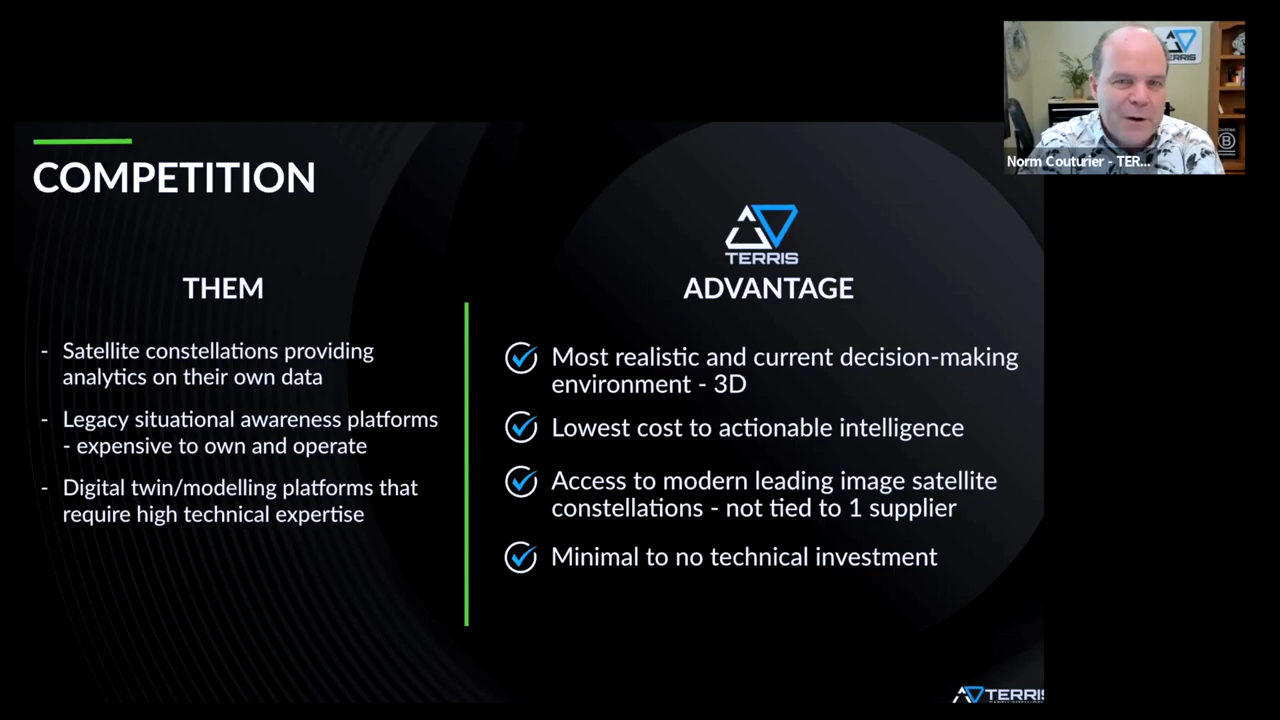 COMPETITION
THEM
- Satellite constellations providing
analytics on their own data
- Legacy situational awareness platforms
- expensive to own and operate
- Digital twin/modelling platforms that
require high technical expertise
TERRIS
ADVANTAGE
Most realistic and current decision-making
environment - 3D
Lowest cost to actionable intelligence
Access to modern leading image satellite
constellations - not tied to 1 supplier
Minimal to no technical investment
TERRIS
Norm Couturier - TER...
B
TERRIS